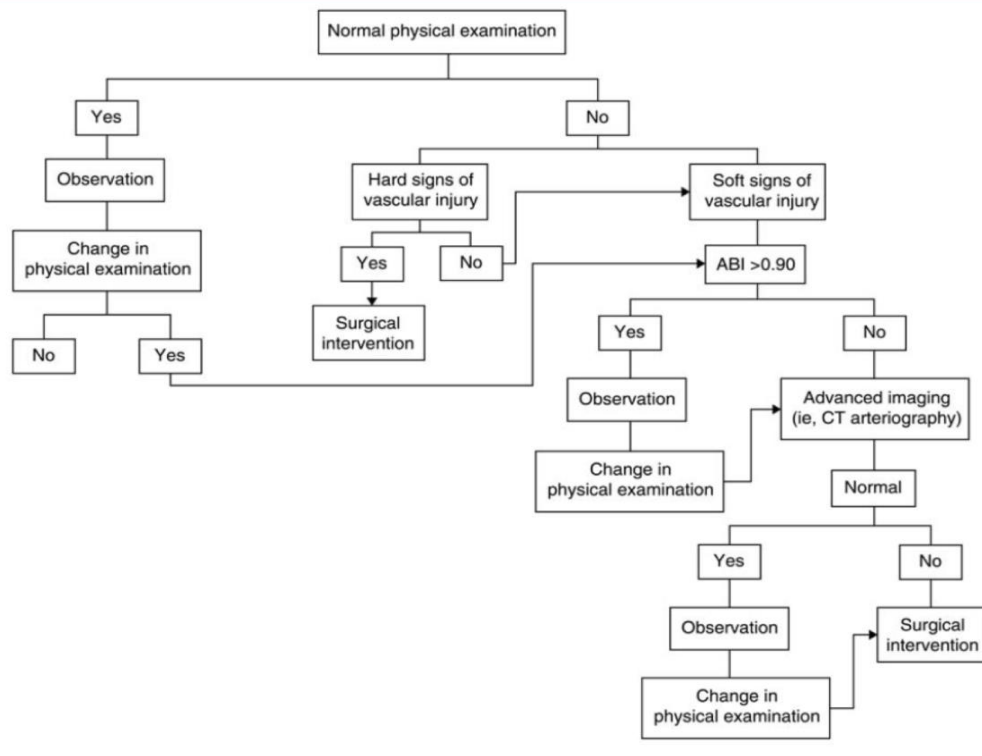 Normal physical examination
Yes
No
Observation
Hard signs of
vascular injury
Soft signs of
vascular injury
Change in
physical examination
Yes
No
ABI >0.90
No
Yes
Surgical
intervention
Yes
No
Observation
Advanced imaging
(ie, CT arteriography)
Change in
physical examination
Normal
Yes
No
Observation
Surgical
intervention
Change in
physical examination